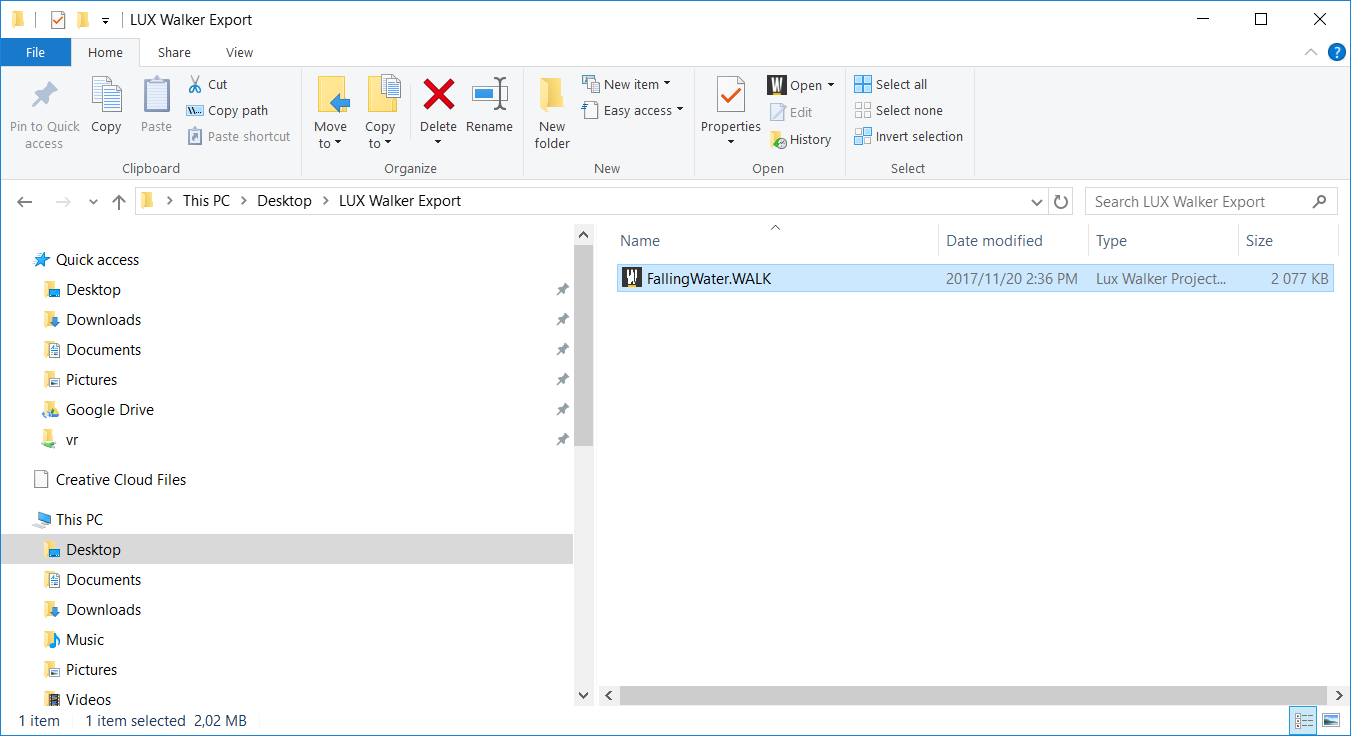 LUX Walker Export
File Home Share View
Pin to Quick access
Copy
Paste
Cut
Copy path
Paste shortcut
Clipboard
Move to
Copy to
Delete
Rename
Organize
New folder
New item
Easy access
New
Properties
Open
Edit
History
Open
Select all
Select none
Invert selection
Select
This PC > Desktop > LUX Walker Export
Search LUX Walker Export
Quick access
Desktop
Downloads
Documents
Pictures
Google Drive
vr
Creative Cloud Files
This PC
Desktop
Documents
Downloads
Music
Pictures
Videos
Name Date modified Type Size
FallingWater.WALK 2017/11/20 2:36 PM Lux Walker Project... 2 077 KB
1 item 1 item selected 2,02 MB